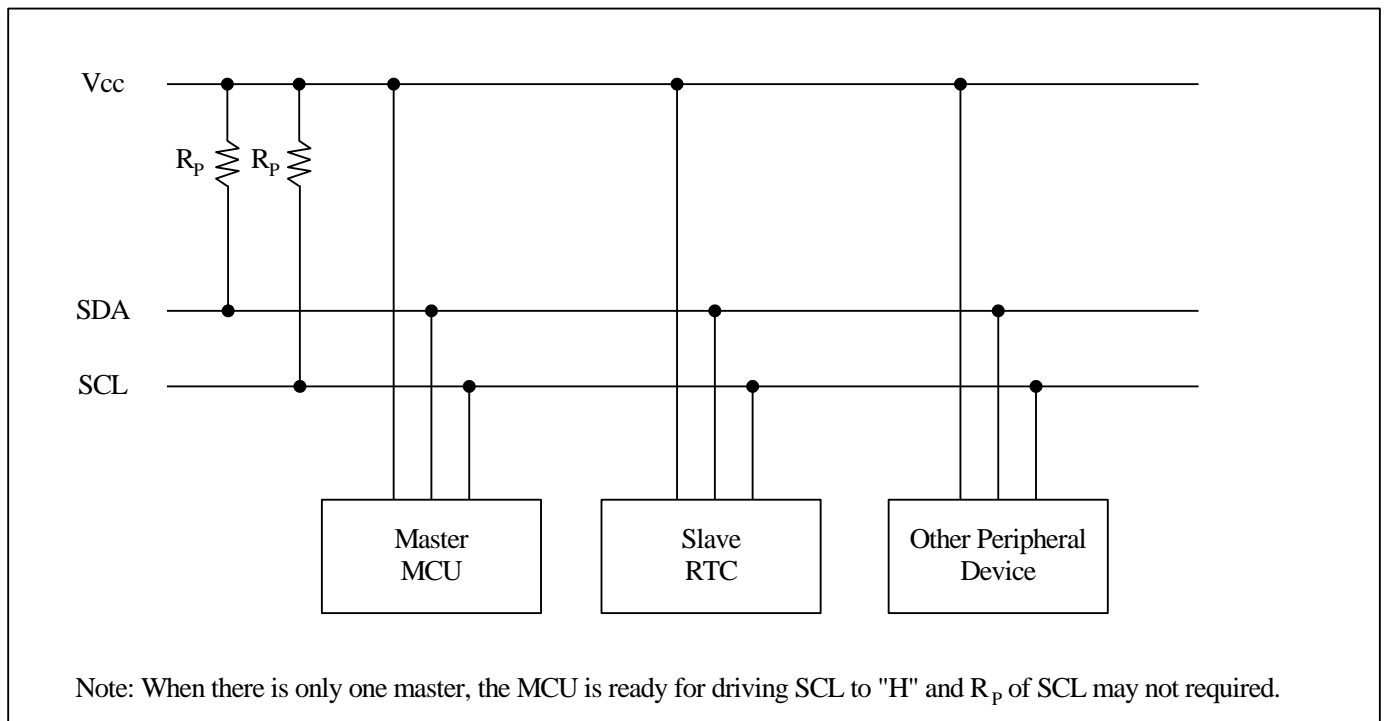 Vcc
R_P R_P
SDA
SCL
Master
MCU
Slave
RTC
Other Peripheral
Device
Note: When there is only one master, the MCU is ready for driving SCL to "H" and R_P of SCL may not required.